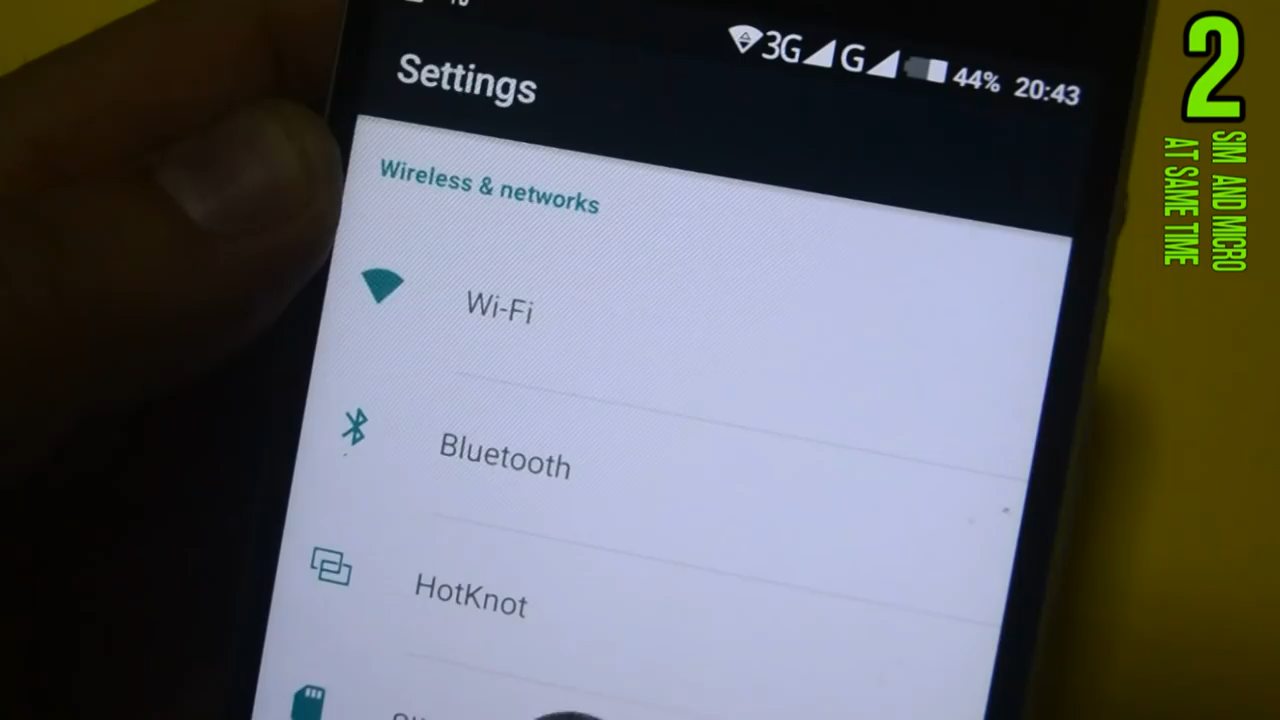 3G G 44% 20:43
Settings
Wireless & networks
Wi-Fi
Bluetooth
HotKnot
2
SIM AND MICRO
AT SAME TIME